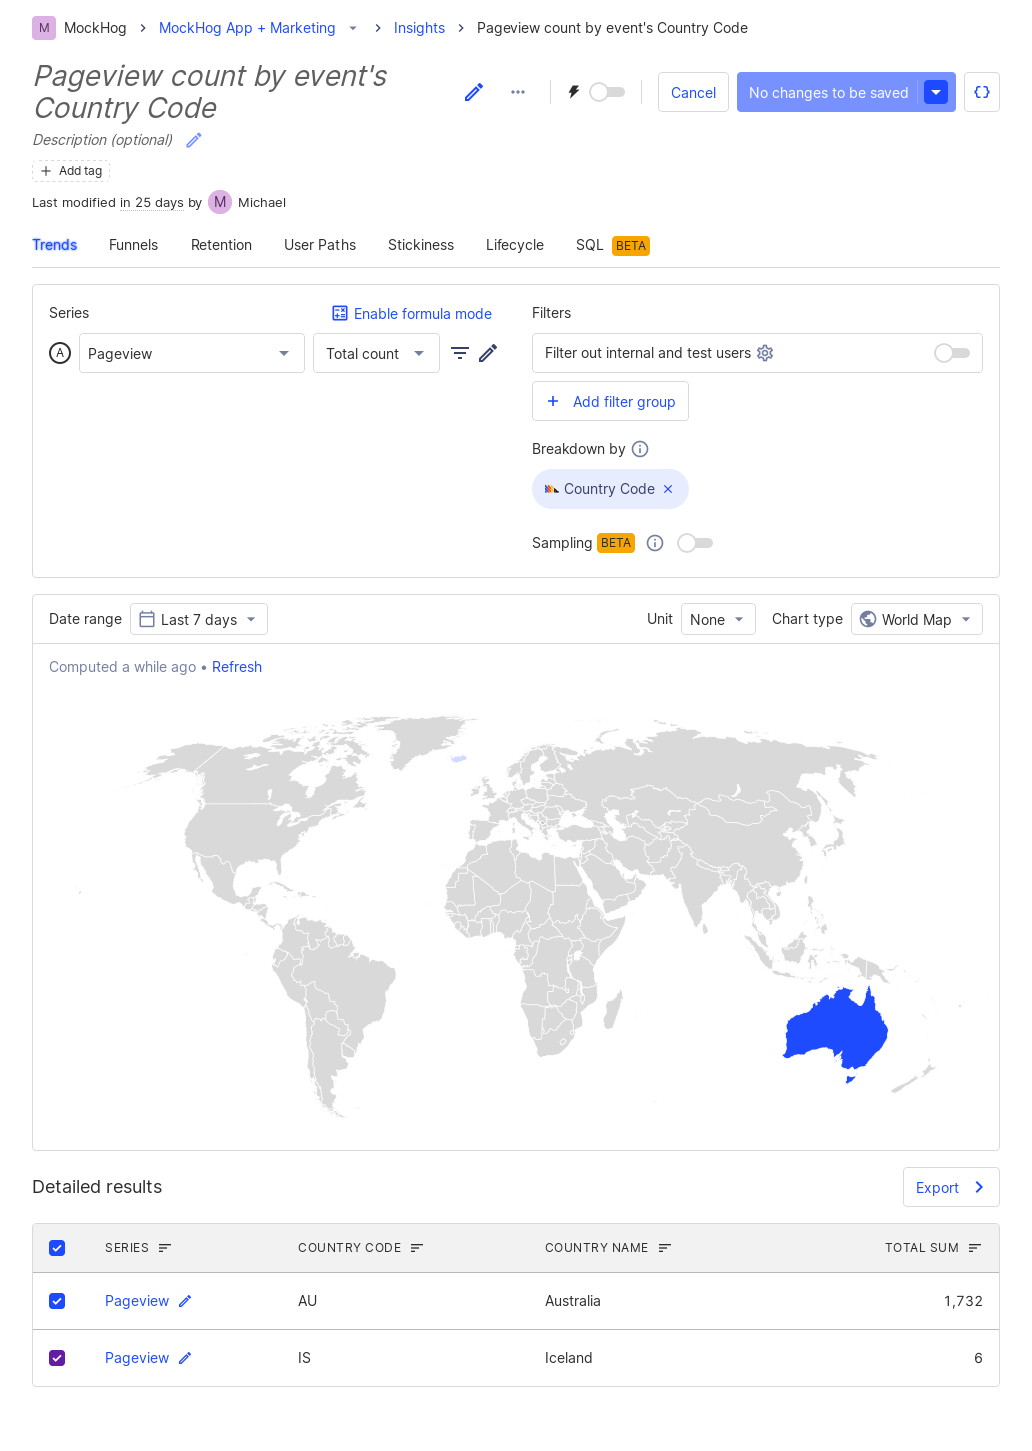 M MockHog MockHog App + Marketing Insights Pageview count by event's Country Code
Pageview count by event's
Country Code
Cancel No changes to be saved
Description (optional)
Add tag
Last modified in 25 days by M Michael
Trends Funnels Retention User Paths Stickiness Lifecycle SQL BETA
Series Enable formula mode
A Pageview Total count
Filters
Filter out internal and test users
+ Add filter group
Breakdown by
Country Code ×
Sampling BETA
Date range Last 7 days Unit None Chart type World Map
Computed a while ago • Refresh
Detailed results Export
SERIES COUNTRY CODE COUNTRY NAME TOTAL SUM
Pageview AU Australia 1,732
Pageview IS Iceland 6